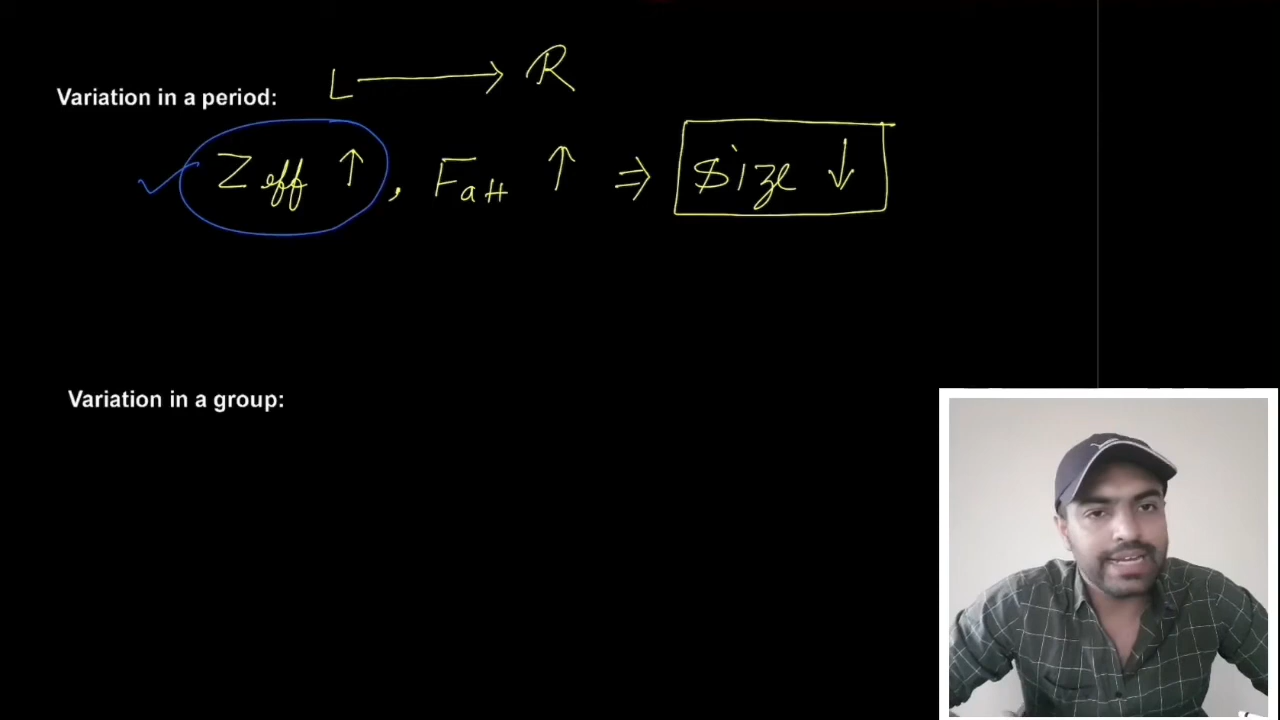 L → R
Variation in a period:
Zeff ↑ , Fatt ↑ ⇒ Size ↓
Variation in a group: